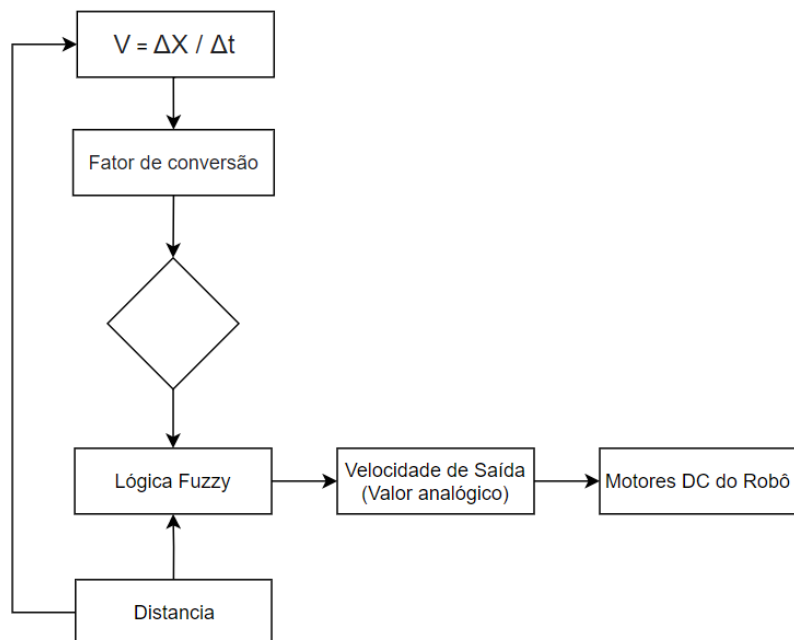 V = ΔX / Δt
Fator de conversão
Lógica Fuzzy
Velocidade de Saída
(Valor analógico)
Motores DC do Robô
Distancia